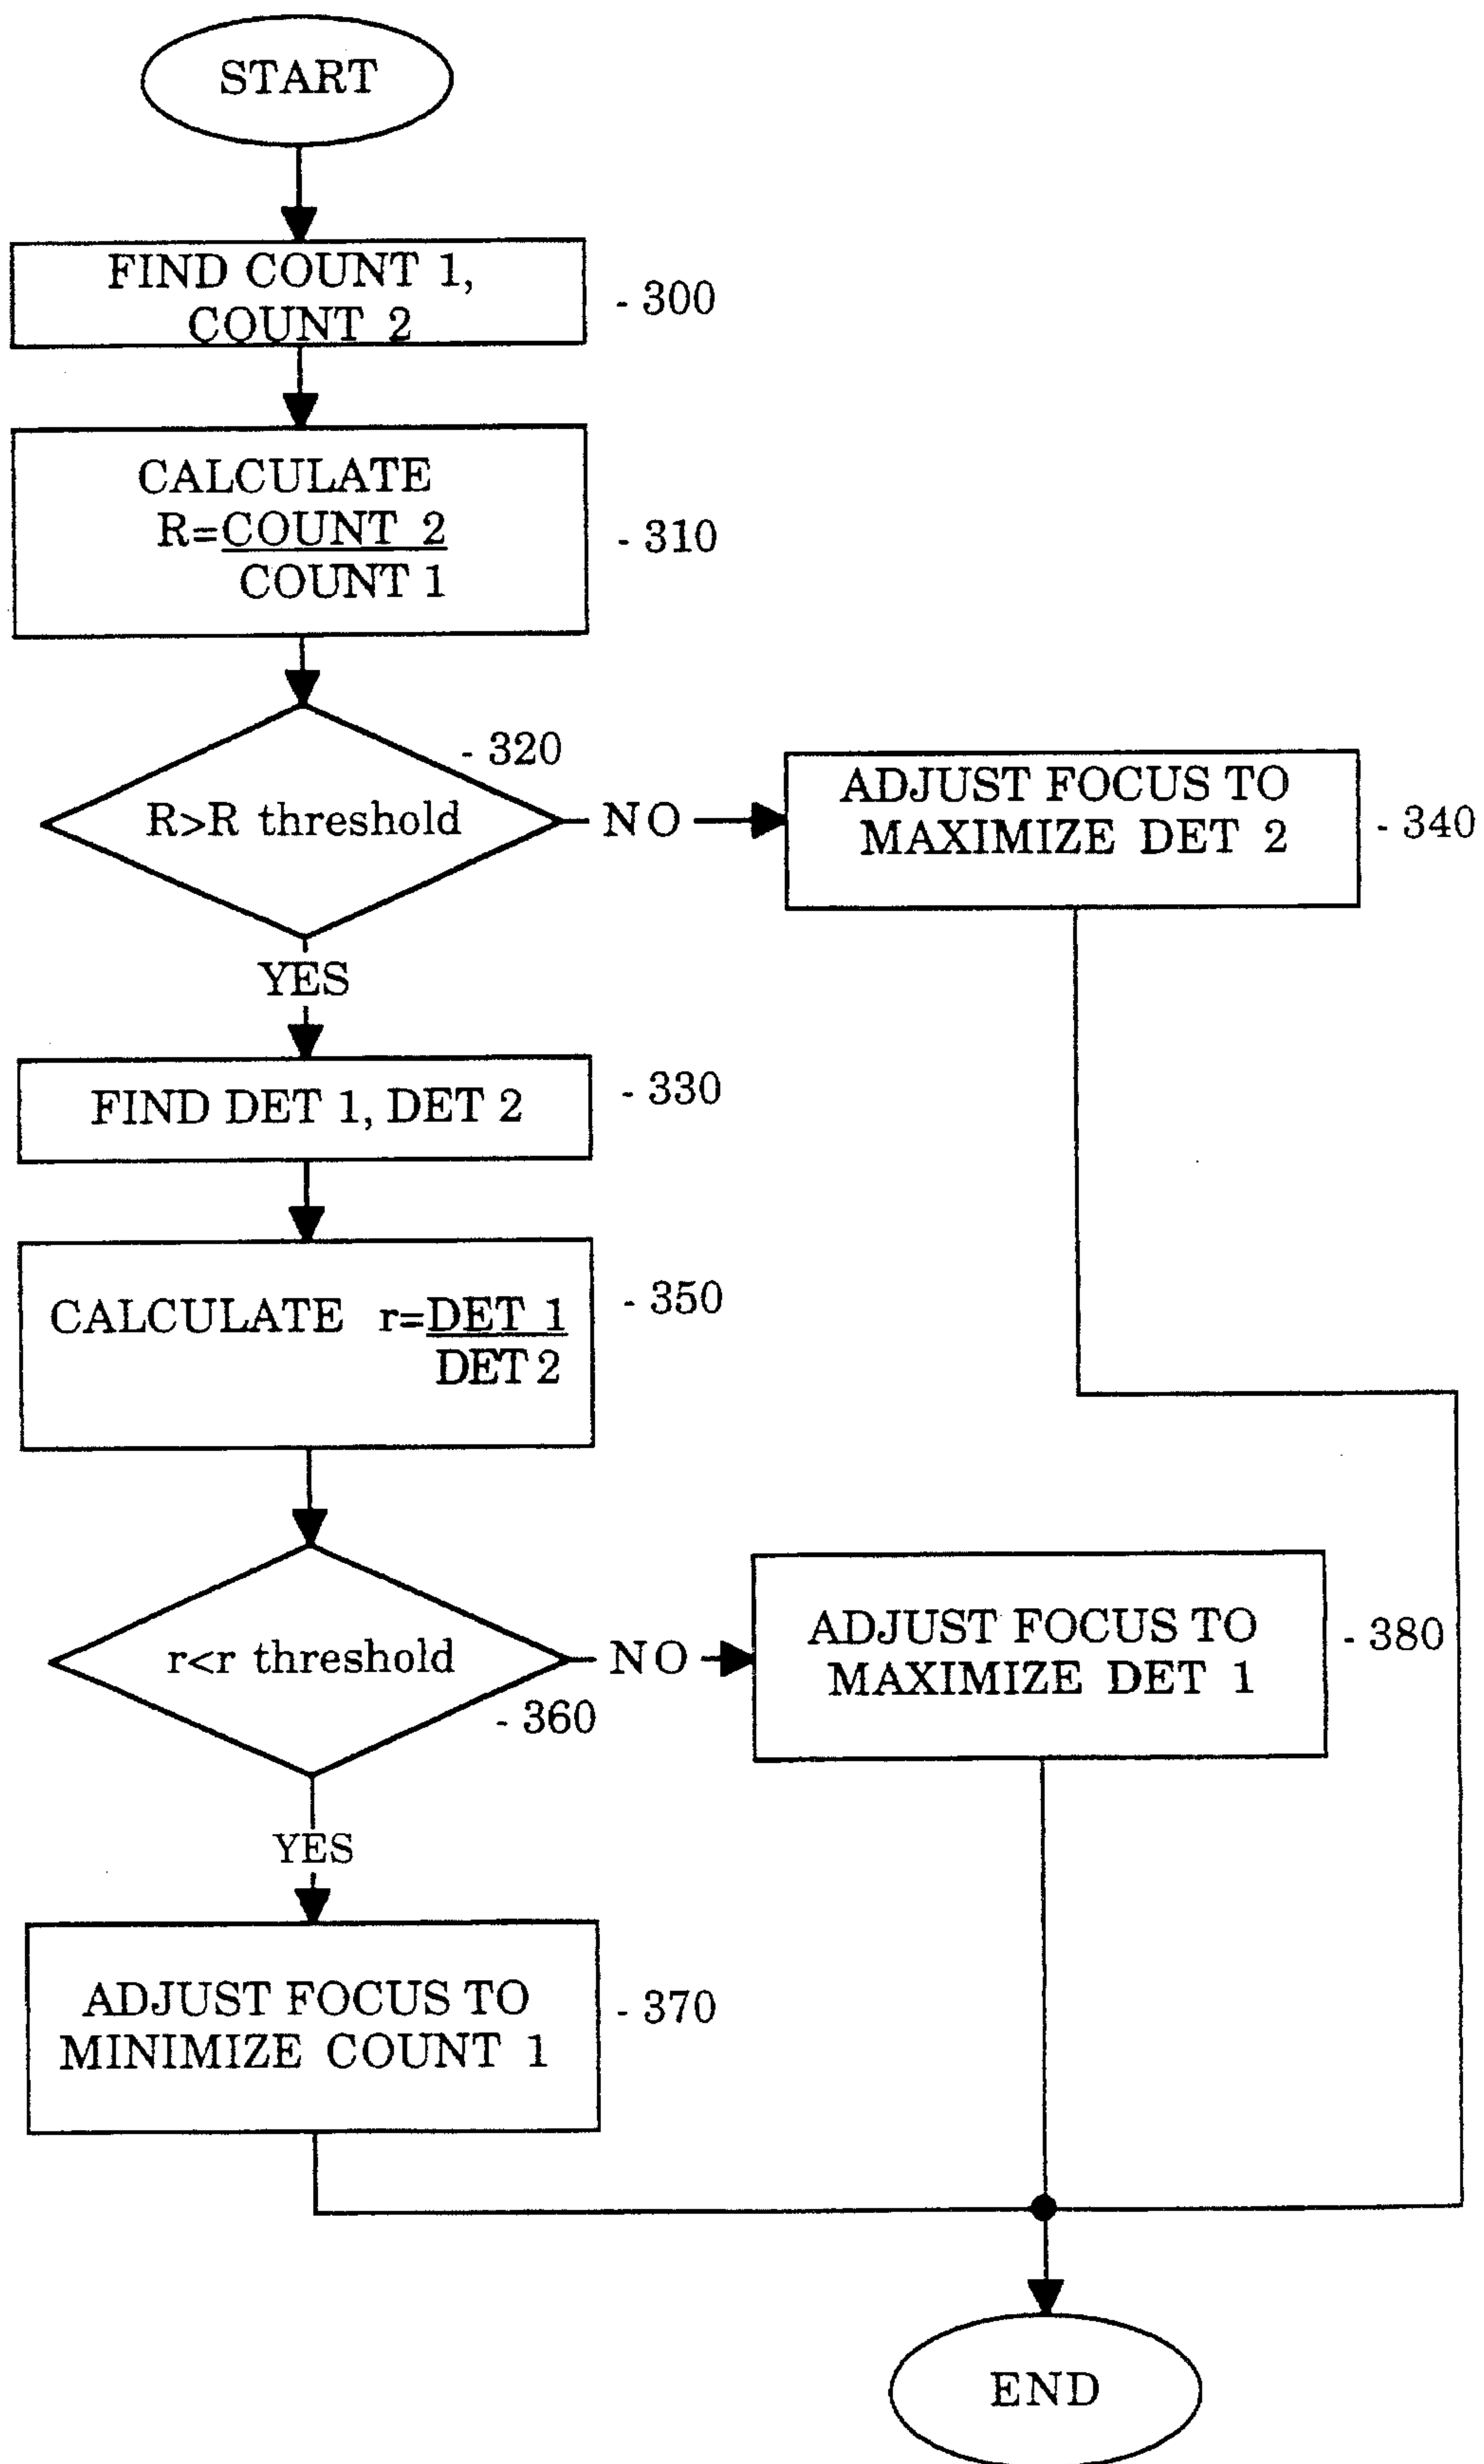 START
FIND COUNT 1,
COUNT 2
- 300
CALCULATE
R=COUNT 2
COUNT 1
- 310
- 320
R>R threshold
NO
ADJUST FOCUS TO
MAXIMIZE DET 2
- 340
YES
FIND DET 1, DET 2
- 330
CALCULATE r=DET 1
DET 2
- 350
r<r threshold
NO
- 360
ADJUST FOCUS TO
MAXIMIZE DET 1
- 380
YES
ADJUST FOCUS TO
MINIMIZE COUNT 1
- 370
END